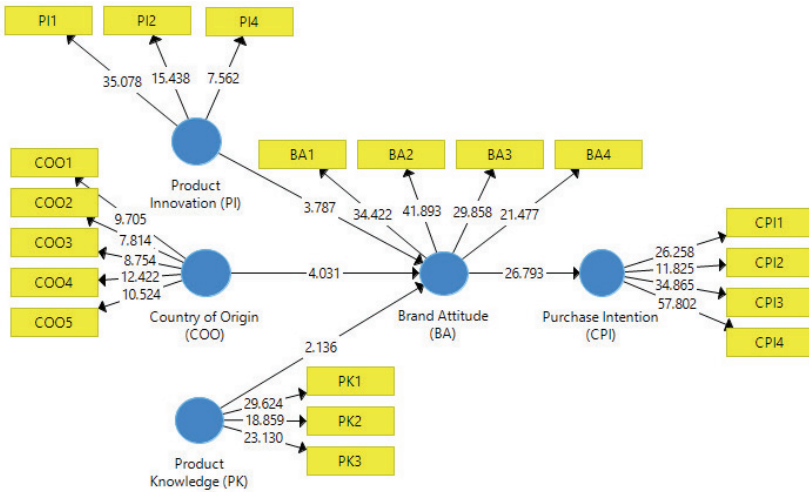 PI1
PI2
PI4
35.078
15.438
7.562
Product
Innovation (PI)
3.787
COO1
COO2
COO3
COO4
COO5
9.705
7.814
8.754
12.422
10.524
Country of Origin
(COO)
4.031
BA1
BA2
BA3
BA4
34.422
41.893
29.858
21.477
Brand Attitude
(BA)
26.793
CPI1
CPI2
CPI3
CPI4
26.258
11.825
34.865
57.802
Purchase Intention
(CPI)
2.136
PK1
PK2
PK3
29.624
18.859
23.130
Product
Knowledge (PK)